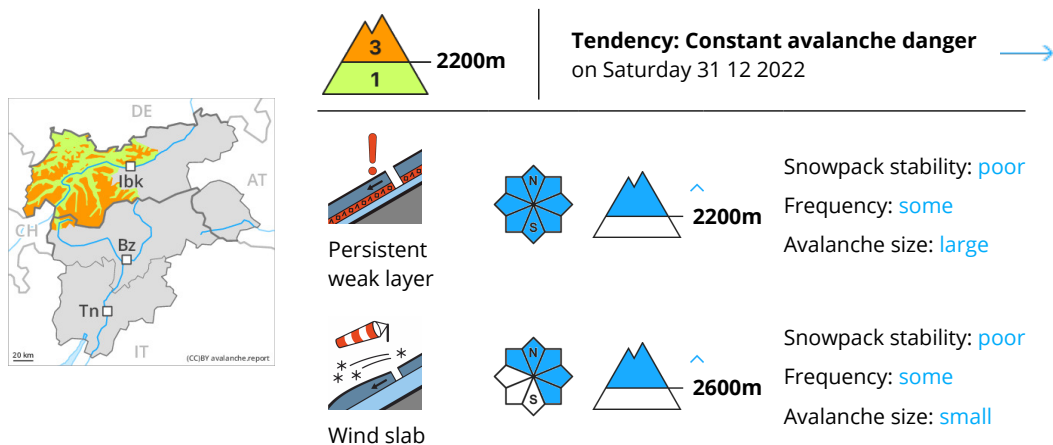 3
1
2200m
Tendency: Constant avalanche danger
on Saturday 31 12 2022
DE
AT
CH
IT
Ibk
Bz
Tn
20 km
(CC)BY avalanche.report
Persistent
weak layer
N
S
2200m
Snowpack stability: poor
Frequency: some
Avalanche size: large
Wind slab
N
S
2600m
Snowpack stability: poor
Frequency: some
Avalanche size: small